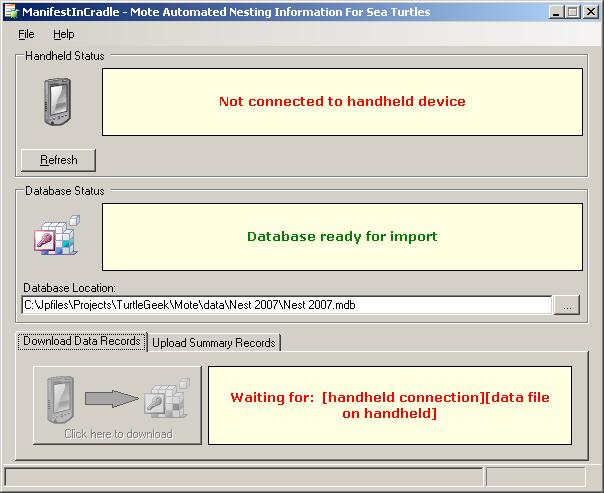 ManifestInCradle - Mote Automated Nesting Information For Sea Turtles
File Help
Handheld Status
Not connected to handheld device
Refresh
Database Status
Database ready for import
Database Location:
C:\Jpfiles\Projects\TurtleGeek\Mote\data\Nest 2007\Nest 2007.mdb
...
Download Data Records
Upload Summary Records
Click here to download
Waiting for: [handheld connection][data file
on handheld]